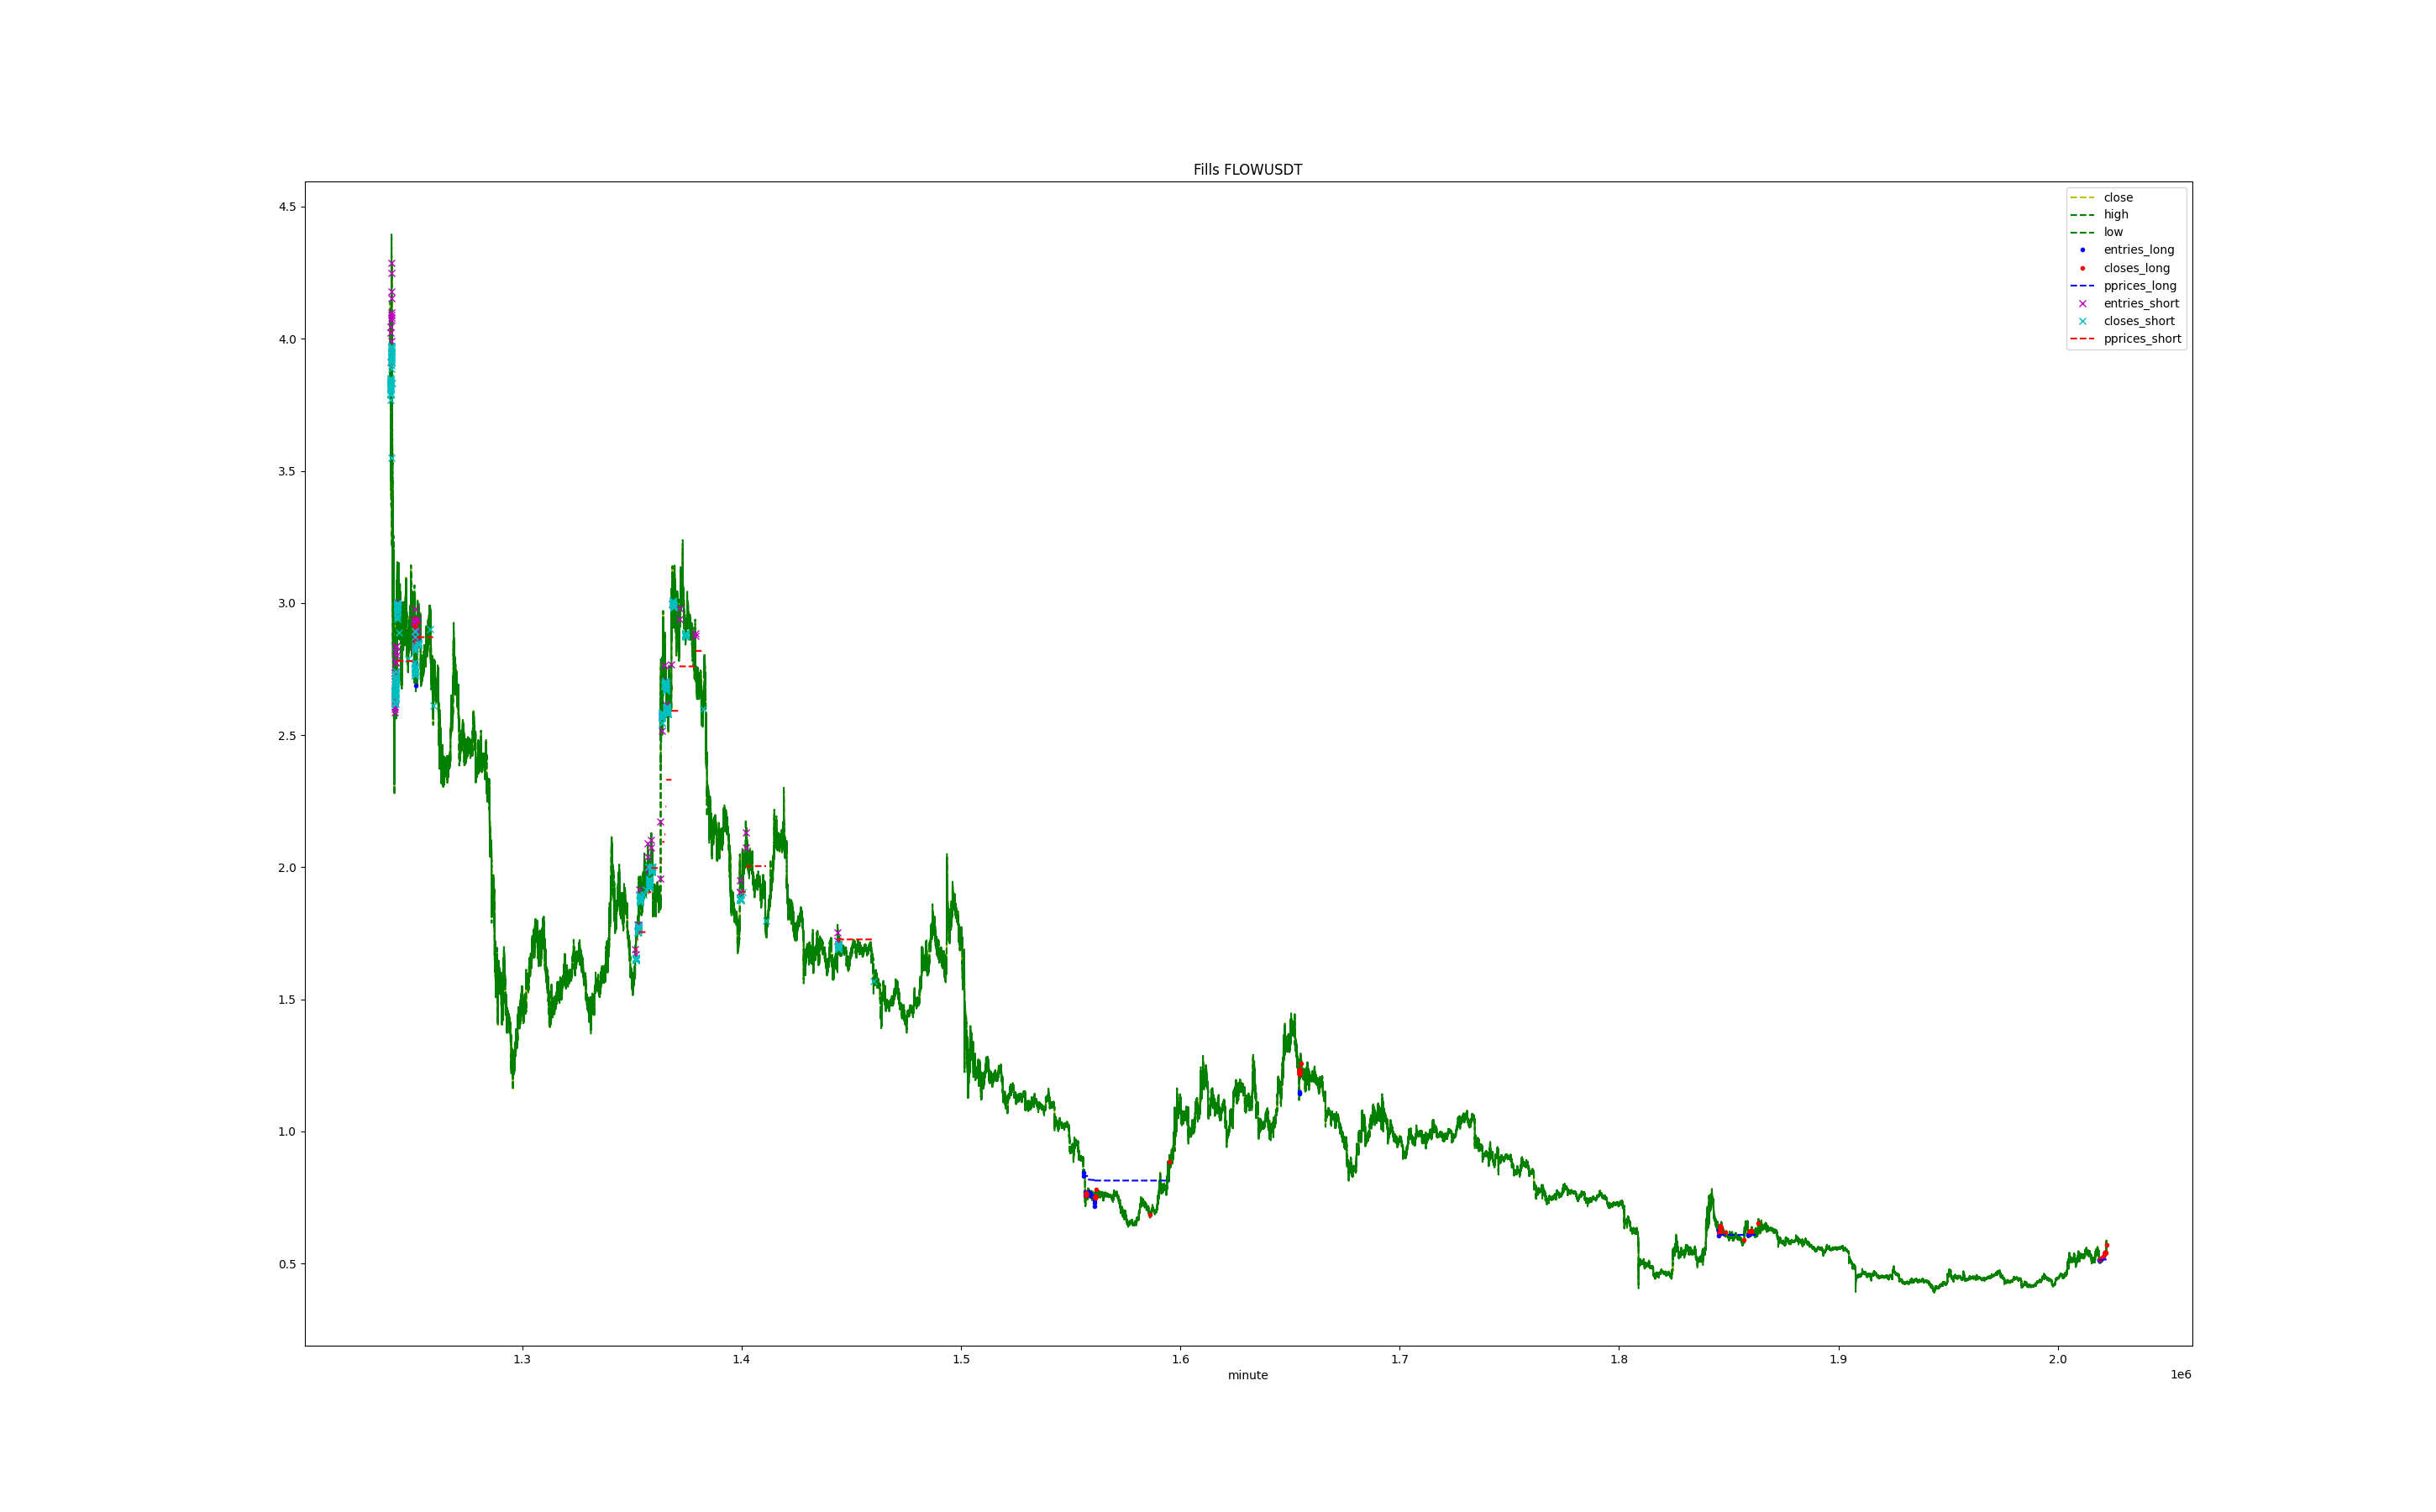 Fills FLOWUSDT
4.5
4.0
3.5
3.0
2.5
2.0
1.5
1.0
0.5
close
high
low
entries_long
closes_long
pprices_long
entries_short
closes_short
pprices_short
1.3 1.4 1.5 1.6 1.7 1.8 1.9 2.0
minute 1e6